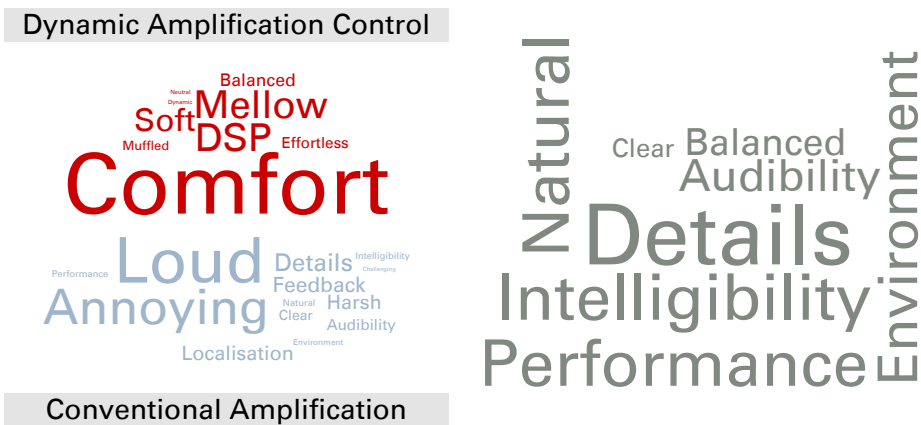 Dynamic Amplification Control
Balanced
Neutral
Dynamic
Mellow
Soft
DSP
Effortless
Muffled
Comfort
Loud
Details
Intelligibility
Challenging
Performance
Feedback
Annoying
Natural
Harsh
Clear
Audibility
Environment
Localisation
Conventional Amplification
Natural
Clear
Balanced
Audibility
Details
Intelligibility
Performance
Environment